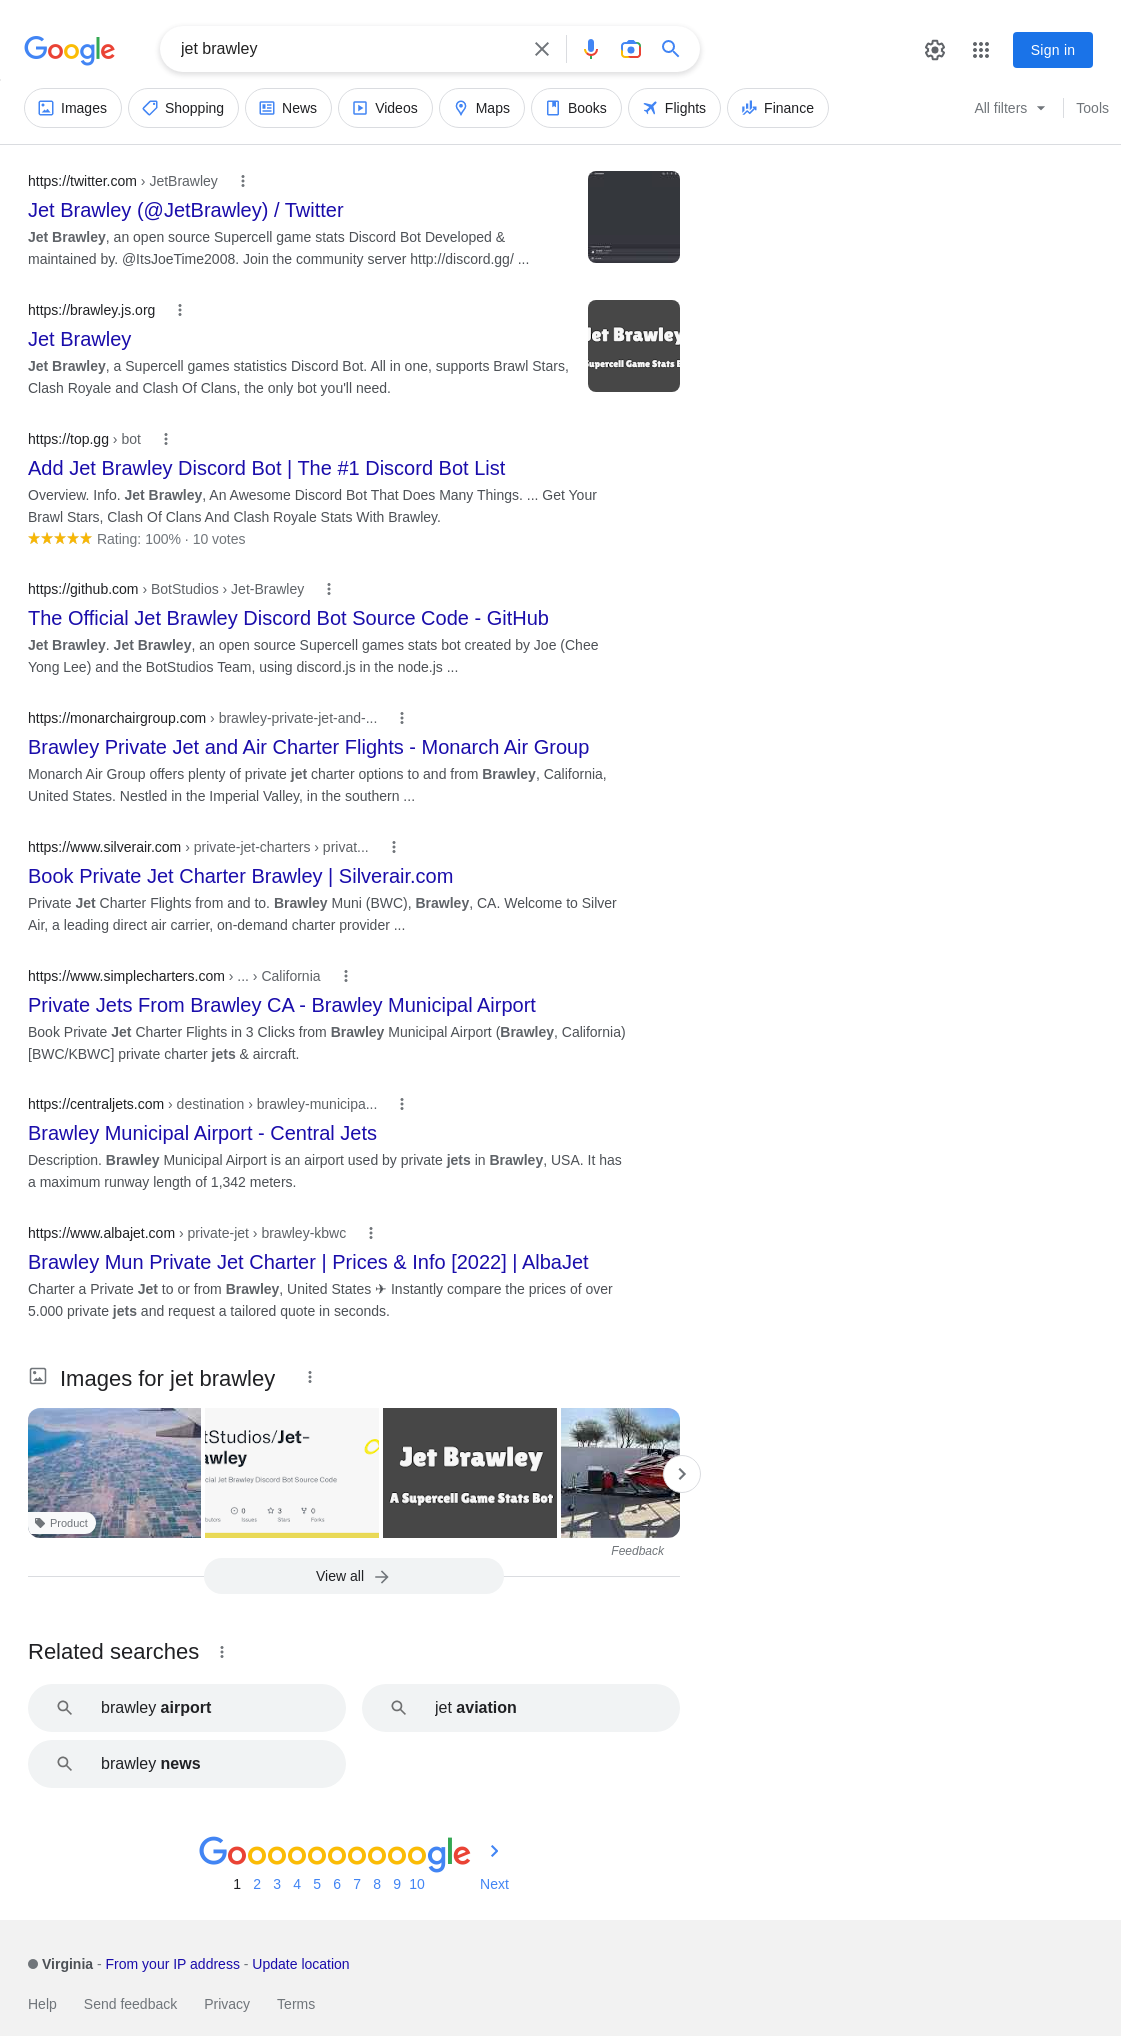 Google
jet brawley
Sign in
Images
Shopping
News
Videos
Maps
Books
Flights
Finance
All filters
Tools
https://twitter.com › JetBrawley
Jet Brawley (@JetBrawley) / Twitter
Jet Brawley, an open source Supercell game stats Discord Bot Developed &
maintained by. @ItsJoeTime2008. Join the community server http://discord.gg/ ...
https://brawley.js.org
Jet Brawley
Jet Brawley, a Supercell games statistics Discord Bot. All in one, supports Brawl Stars,
Clash Royale and Clash Of Clans, the only bot you'll need.
Jet Brawley
Supercell Game Stats B
https://top.gg › bot
Add Jet Brawley Discord Bot | The #1 Discord Bot List
Overview. Info. Jet Brawley, An Awesome Discord Bot That Does Many Things. ... Get Your
Brawl Stars, Clash Of Clans And Clash Royale Stats With Brawley.
Rating: 100% · 10 votes
https://github.com › BotStudios › Jet-Brawley
The Official Jet Brawley Discord Bot Source Code - GitHub
Jet Brawley. Jet Brawley, an open source Supercell games stats bot created by Joe (Chee
Yong Lee) and the BotStudios Team, using discord.js in the node.js ...
https://monarchairgroup.com › brawley-private-jet-and-...
Brawley Private Jet and Air Charter Flights - Monarch Air Group
Monarch Air Group offers plenty of private jet charter options to and from Brawley, California,
United States. Nestled in the Imperial Valley, in the southern ...
https://www.silverair.com › private-jet-charters › privat...
Book Private Jet Charter Brawley | Silverair.com
Private Jet Charter Flights from and to. Brawley Muni (BWC), Brawley, CA. Welcome to Silver
Air, a leading direct air carrier, on-demand charter provider ...
https://www.simplecharters.com › ... › California
Private Jets From Brawley CA - Brawley Municipal Airport
Book Private Jet Charter Flights in 3 Clicks from Brawley Municipal Airport (Brawley, California)
[BWC/KBWC] private charter jets & aircraft.
https://centraljets.com › destination › brawley-municipa...
Brawley Municipal Airport - Central Jets
Description. Brawley Municipal Airport is an airport used by private jets in Brawley, USA. It has
a maximum runway length of 1,342 meters.
https://www.albajet.com › private-jet › brawley-kbwc
Brawley Mun Private Jet Charter | Prices & Info [2022] | AlbaJet
Charter a Private Jet to or from Brawley, United States ✈ Instantly compare the prices of over
5.000 private jets and request a tailored quote in seconds.
Images for jet brawley
Product
tStudios/Jet-
awley
cial Jet Brawley Discord Bot Source Code
0 3 0
Issues Stars Forks
Jet Brawley
A Supercell Game Stats Bot
Feedback
View all
Related searches
brawley airport
jet aviation
brawley news
Goooooooooogle
1 2 3 4 5 6 7 8 9 10 Next
Virginia - From your IP address - Update location
Help Send feedback Privacy Terms